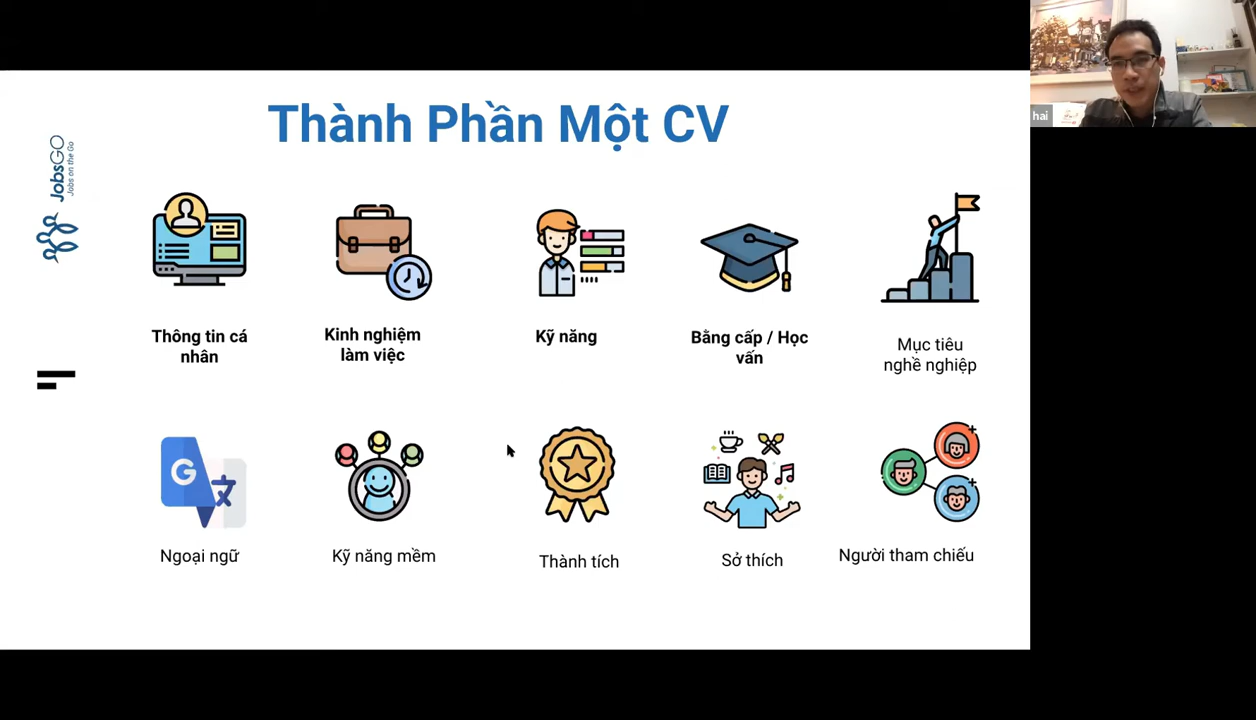 Thành Phần Một CV
hai
JobsGO
Jobs on the Go
Thông tin cá
nhân
Kinh nghiệm
làm việc
Kỹ năng
Bằng cấp / Học
vấn
Mục tiêu
nghề nghiệp
G
文
Ngoại ngữ
Kỹ năng mềm
Thành tích
Sở thích
Người tham chiếu